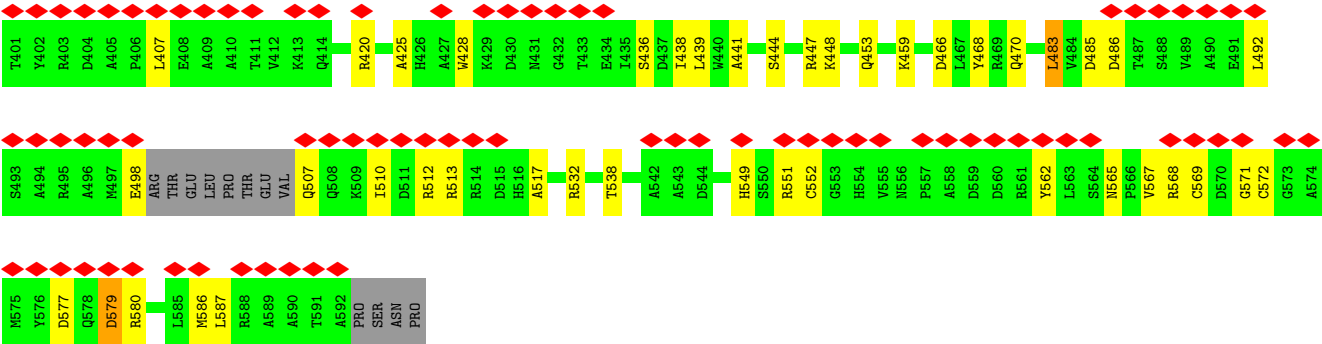 T401 Y402 R403 D404 A405 P406 L407 E408 A409 A410 T411 V412 K413 Q414 R420 A425 H426 A427 W428 K429 D430 N431 G432 T433 E434 I435 S436 D437 I438 L439 W440 A441 S444 R447 K448 Q453 K459 D466 L467 Y468 R469 Q470 L483 V484 D485 D486 T487 S488 V489 A490 E491 L492
S493 A494 R495 A496 M497 E498 ARG THR GLU LEU PRO THR GLU VAL Q507 Q508 K509 I510 D511 R512 R513 R514 D515 H516 A517 R532 T538 A542 A543 D544 H549 S550 R551 C552 G553 H554 V555 N556 P557 A558 D559 D560 R561 Y562 L563 S564 N565 P566 V567 R568 C569 D570 G571 C572 G573 A574
M575 Y576 D577 Q578 D579 R580 L585 M586 L587 R588 A589 A590 T591 A592 PRO SER ASN PRO